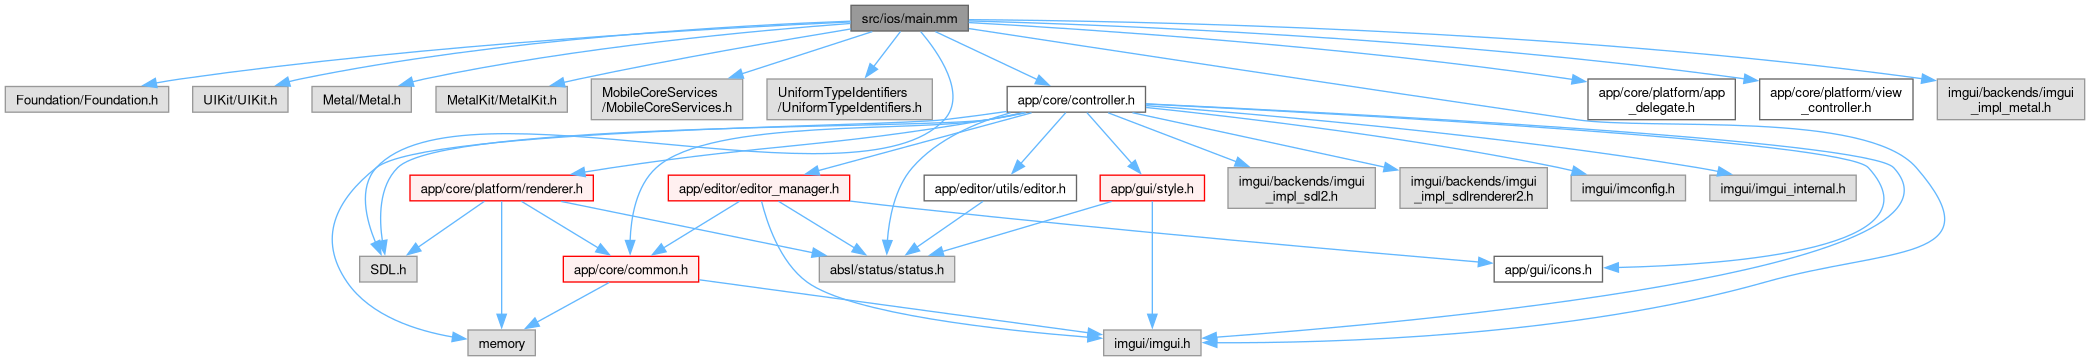 src/ios/main.mm
Foundation/Foundation.h
UIKit/UIKit.h
Metal/Metal.h
MetalKit/MetalKit.h
MobileCoreServices
/MobileCoreServices.h
UniformTypeIdentifiers
/UniformTypeIdentifiers.h
app/core/controller.h
app/core/platform/app
_delegate.h
app/core/platform/view
_controller.h
imgui/backends/imgui
_impl_metal.h
app/core/platform/renderer.h
app/editor/editor_manager.h
app/editor/utils/editor.h
app/gui/style.h
imgui/backends/imgui
_impl_sdl2.h
imgui/backends/imgui
_impl_sdlrenderer2.h
imgui/imconfig.h
imgui/imgui_internal.h
SDL.h
app/core/common.h
absl/status/status.h
app/gui/icons.h
memory
imgui/imgui.h